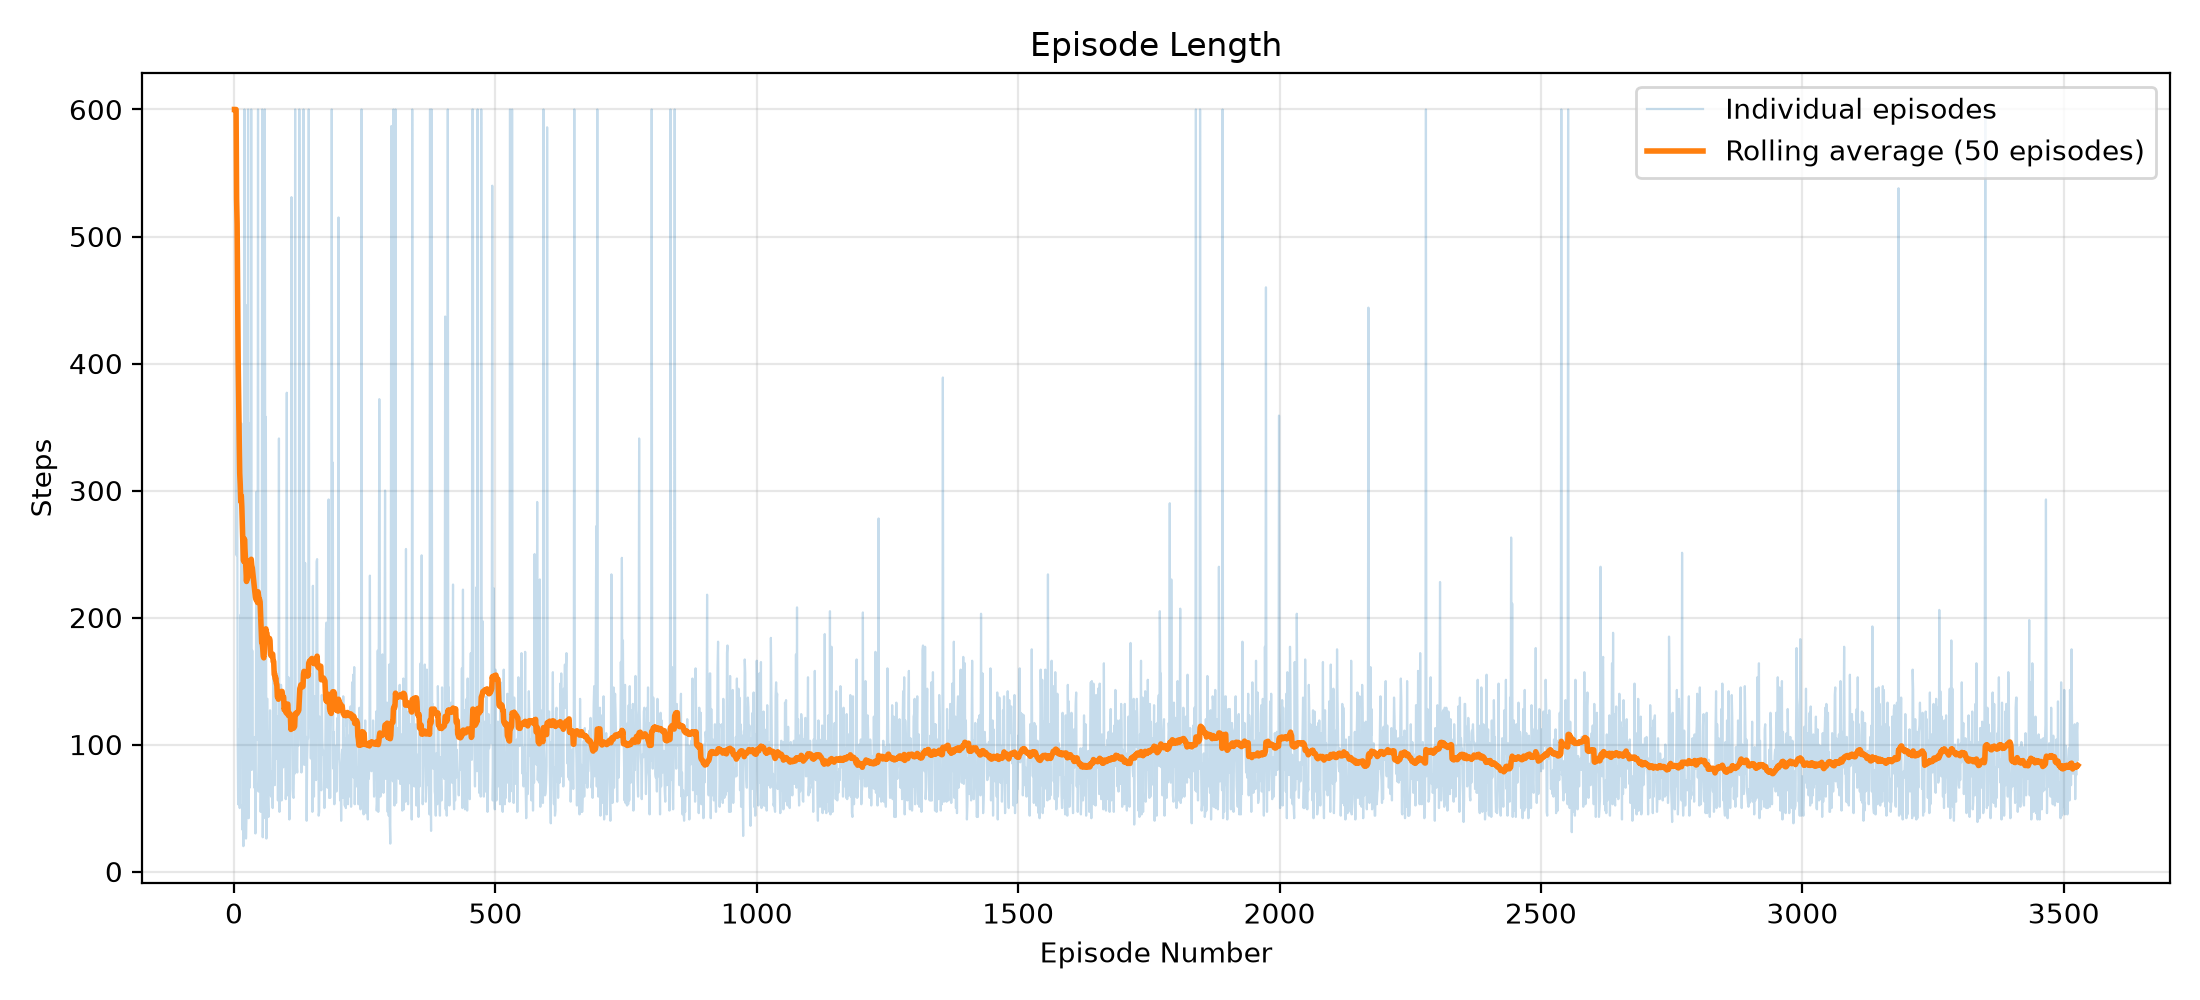 Episode Length
Individual episodes
Rolling average (50 episodes)
600
500
400
300
200
100
0
Steps
0 500 1000 1500 2000 2500 3000 3500
Episode Number